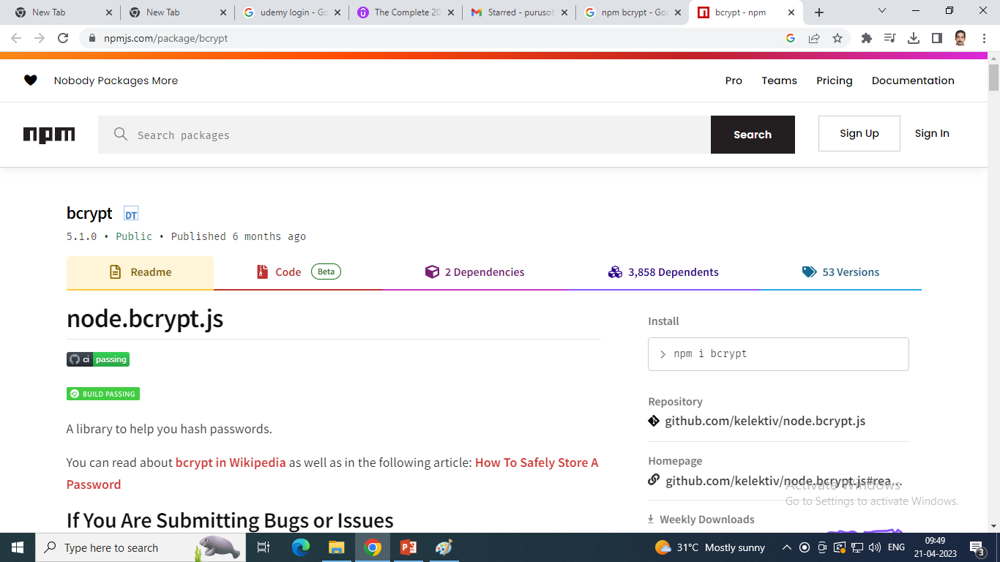 New Tab
New Tab
udemy login - Go
The Complete 20
Starred - purusot
npm bcrypt - Goo
bcrypt - npm
npmjs.com/package/bcrypt
Nobody Packages More
Pro Teams Pricing Documentation
npm
Search packages
Search
Sign Up
Sign In
bcrypt DT
5.1.0 • Public • Published 6 months ago
Readme
Code Beta
2 Dependencies
3,858 Dependents
53 Versions
node.bcrypt.js
ci passing
BUILD PASSING
A library to help you hash passwords.
You can read about bcrypt in Wikipedia as well as in the following article: How To Safely Store A
Password
If You Are Submitting Bugs or Issues
Install
> npm i bcrypt
Repository
github.com/kelektiv/node.bcrypt.js
Homepage
github.com/kelektiv/node.bcrypt.js#rea...
Weekly Downloads
Activate Windows
Go to Settings to activate Windows.
Type here to search
31°C Mostly sunny
ENG
09:49
21-04-2023
3